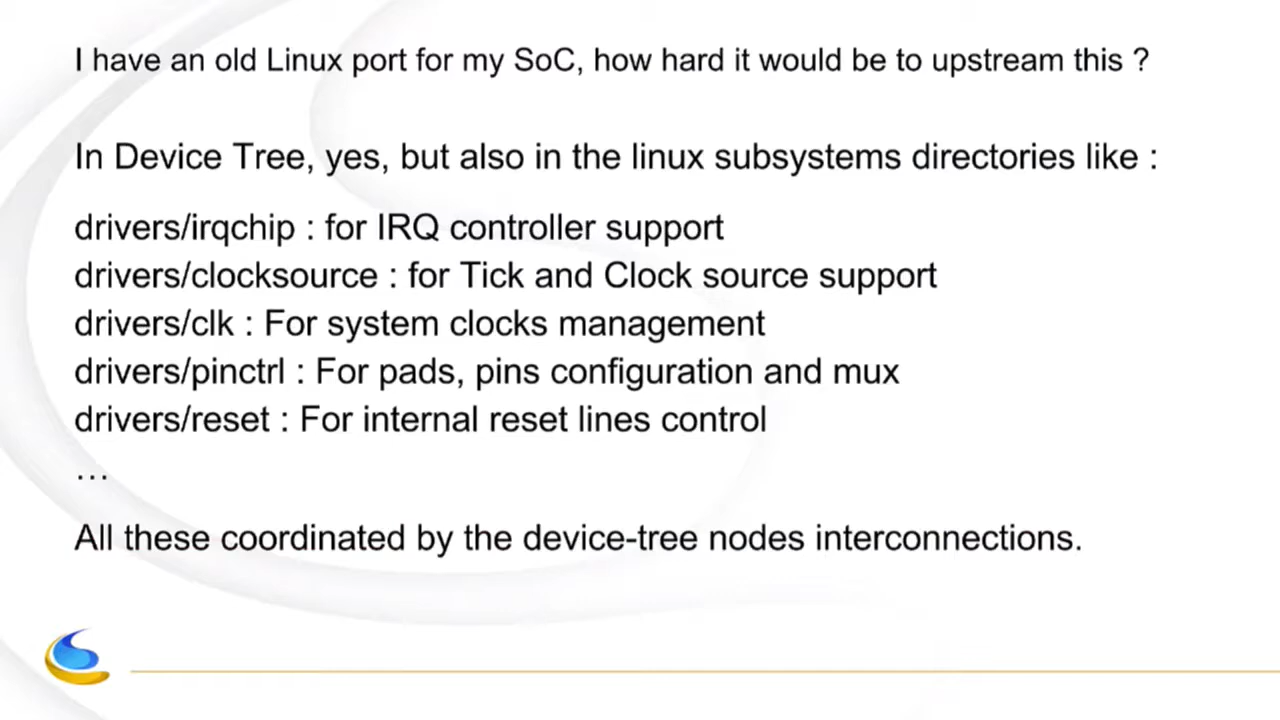 I have an old Linux port for my SoC, how hard it would be to upstream this ?
In Device Tree, yes, but also in the linux subsystems directories like :
drivers/irqchip : for IRQ controller support
drivers/clocksource : for Tick and Clock source support
drivers/clk : For system clocks management
drivers/pinctrl : For pads, pins configuration and mux
drivers/reset : For internal reset lines control
…
All these coordinated by the device-tree nodes interconnections.